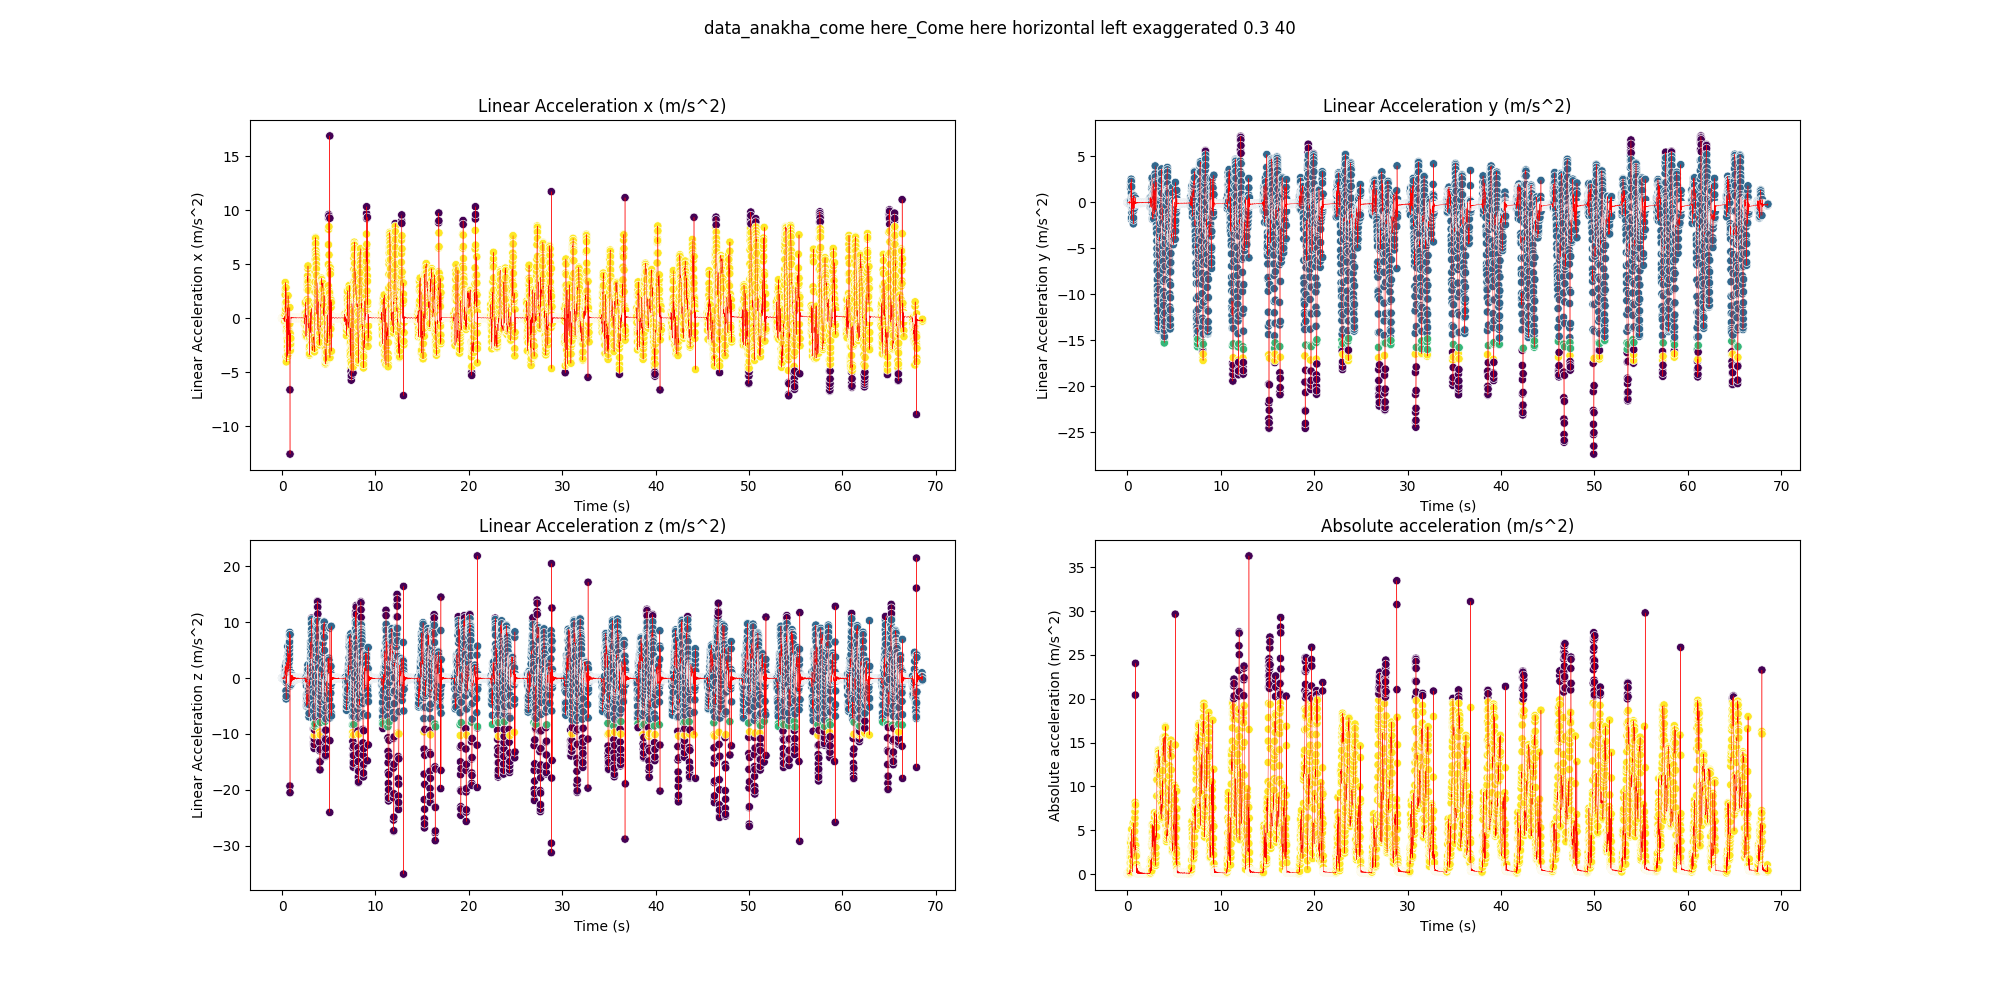 data_anakha_come here_Come here horizontal left exaggerated 0.3 40
Linear Acceleration x (m/s^2)
Linear Acceleration x (m/s^2)
15
10
5
0
−5
−10
0 10 20 30 40 50 60 70
Time (s)
Linear Acceleration y (m/s^2)
Linear Acceleration y (m/s^2)
5
0
−5
−10
−15
−20
−25
0 10 20 30 40 50 60 70
Time (s)
Linear Acceleration z (m/s^2)
Linear Acceleration z (m/s^2)
20
10
0
−10
−20
−30
0 10 20 30 40 50 60 70
Time (s)
Absolute acceleration (m/s^2)
Absolute acceleration (m/s^2)
35
30
25
20
15
10
5
0
0 10 20 30 40 50 60 70
Time (s)